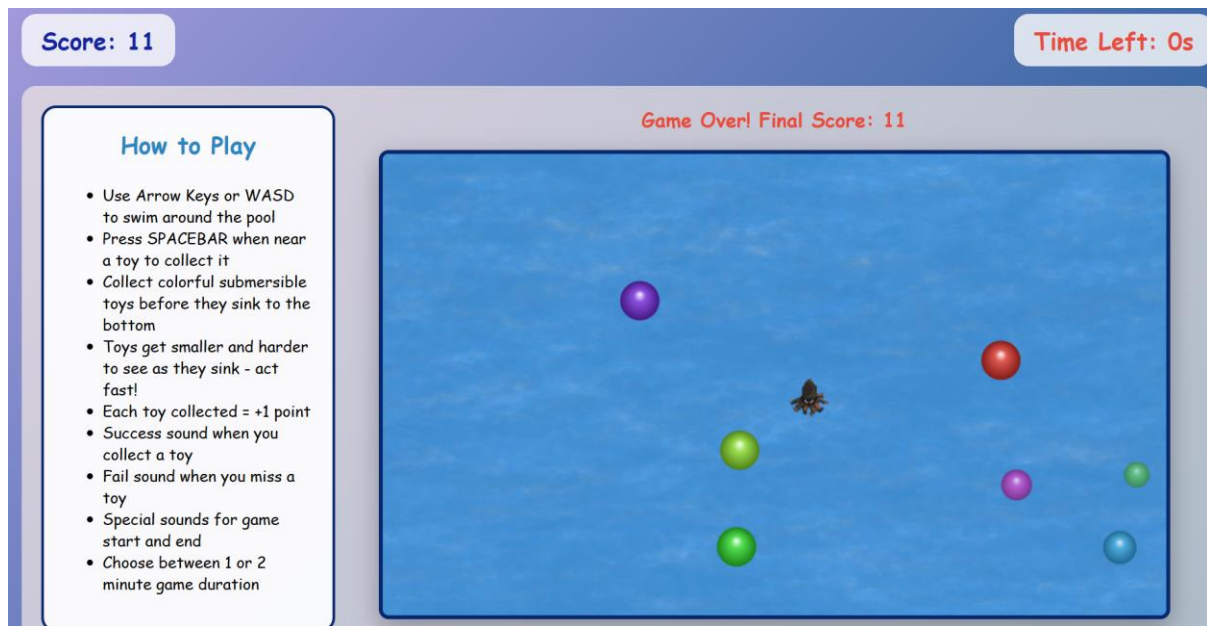 Score: 11
Time Left: 0s
How to Play
Use Arrow Keys or WASD
to swim around the pool
Press SPACEBAR when near
a toy to collect it
Collect colorful submersible
toys before they sink to the
bottom
Toys get smaller and harder
to see as they sink - act
fast!
Each toy collected = +1 point
Success sound when you
collect a toy
Fail sound when you miss a
toy
Special sounds for game
start and end
Choose between 1 or 2
minute game duration
Game Over! Final Score: 11